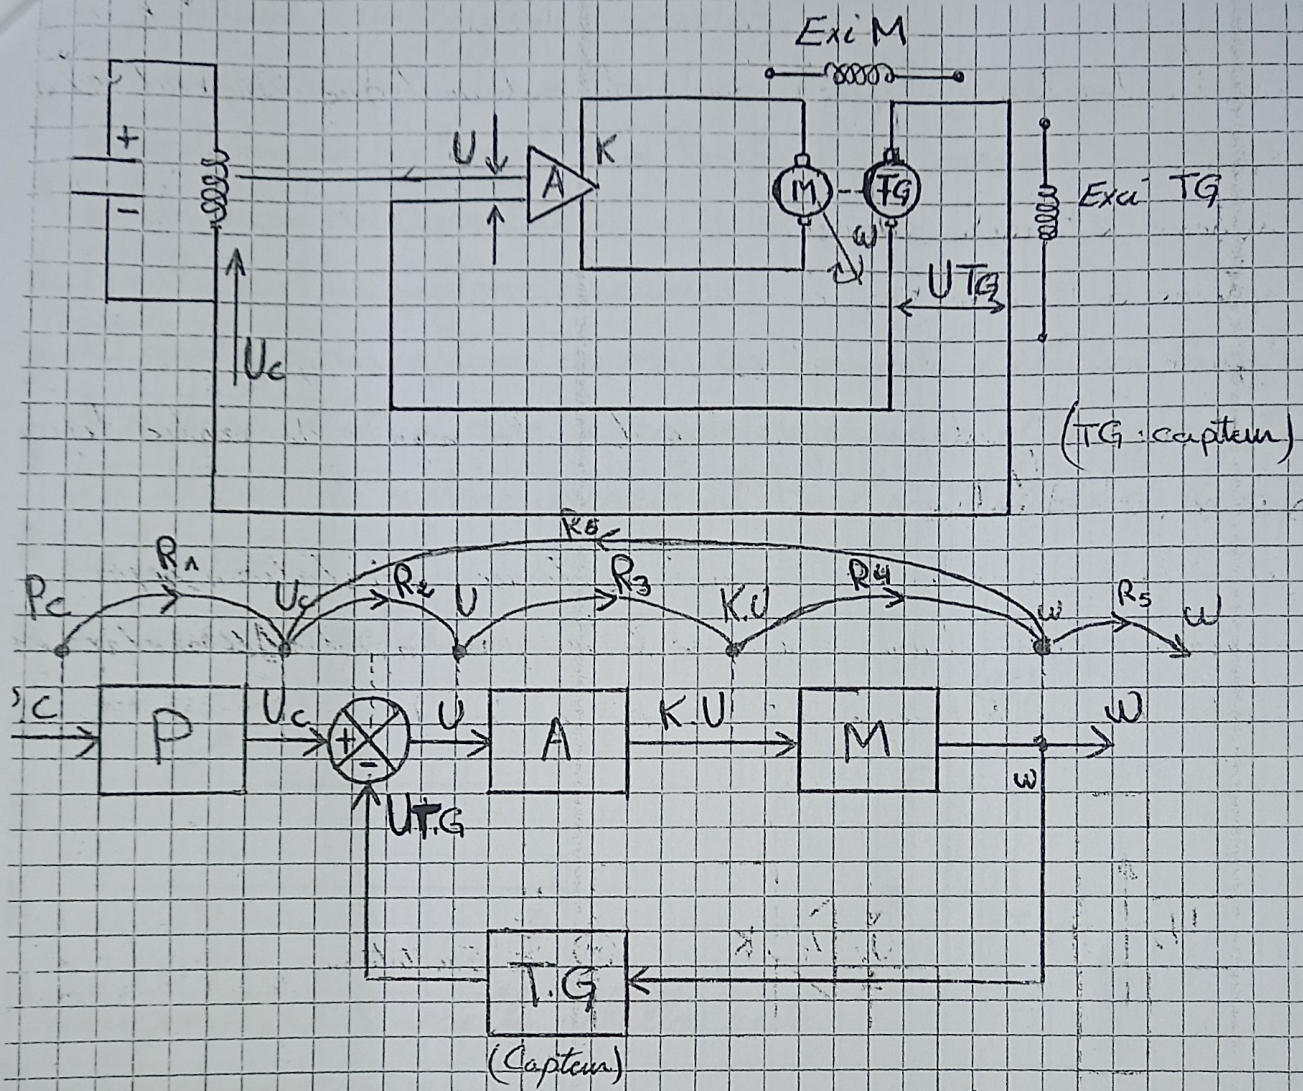 Exi M
+
U
K
A
M
TG
Exci TG
-
ω
UTG
Uc
(TG: capteur)
R6
R1
R2
R3
R4
R5
Pc
Uc
U
K.U
ω
W
C
P
Uc
+
-
U
A
K.U
M
W
ω
UT.G
T.G
(Capteur)